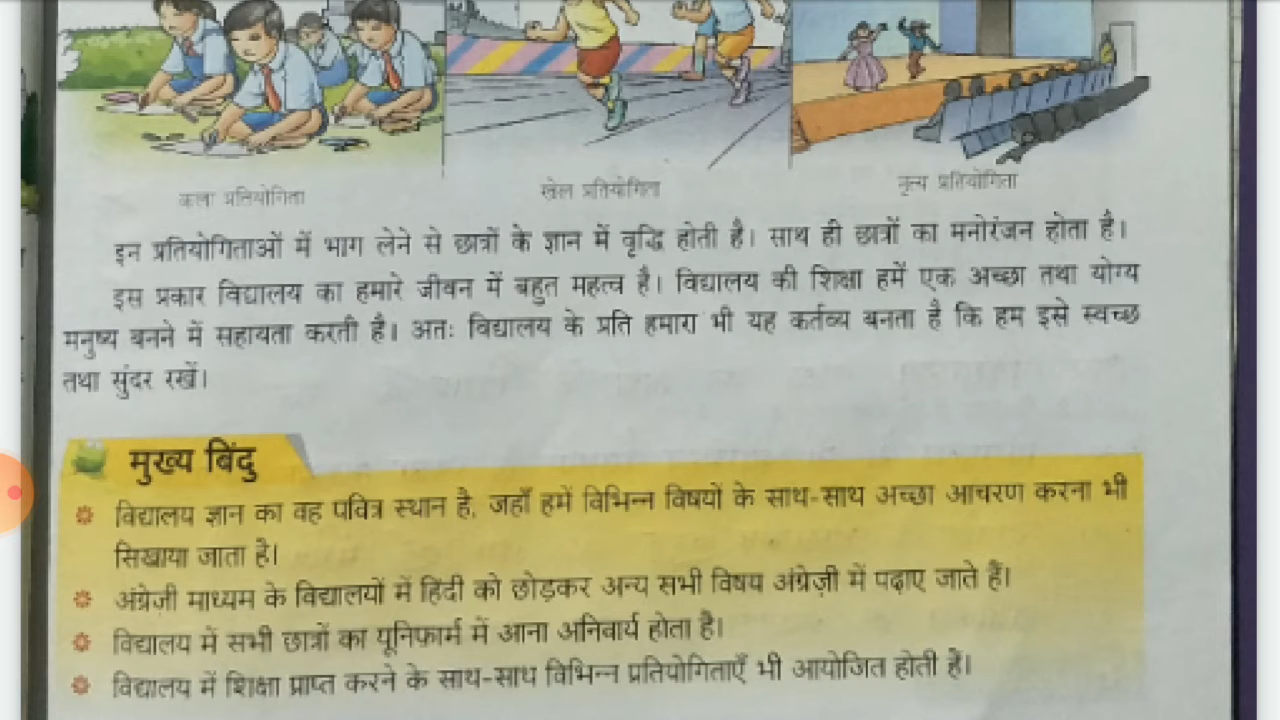 कला प्रतियोगिता
खेल प्रतियोगिता
नृत्य प्रतियोगिता
इन प्रतियोगिताओं में भाग लेने से छात्रों के ज्ञान में वृद्धि होती है। साथ ही छात्रों का मनोरंजन होता है।
इस प्रकार विद्यालय का हमारे जीवन में बहुत महत्व है। विद्यालय की शिक्षा हमें एक अच्छा तथा योग्य
मनुष्य बनने में सहायता करती है। अतः विद्यालय के प्रति हमारा भी यह कर्तव्य बनता है कि हम इसे स्वच्छ
तथा सुंदर रखें।
मुख्य बिंदु
विद्यालय ज्ञान का वह पवित्र स्थान है, जहाँ हमें विभिन्न विषयों के साथ-साथ अच्छा आचरण करना भी
सिखाया जाता है।
अंग्रेज़ी माध्यम के विद्यालयों में हिंदी को छोड़कर अन्य सभी विषय अंग्रेज़ी में पढ़ाए जाते हैं।
विद्यालय में सभी छात्रों का यूनिफ़ार्म में आना अनिवार्य होता है।
विद्यालय में शिक्षा प्राप्त करने के साथ-साथ विभिन्न प्रतियोगिताएँ भी आयोजित होती हैं।